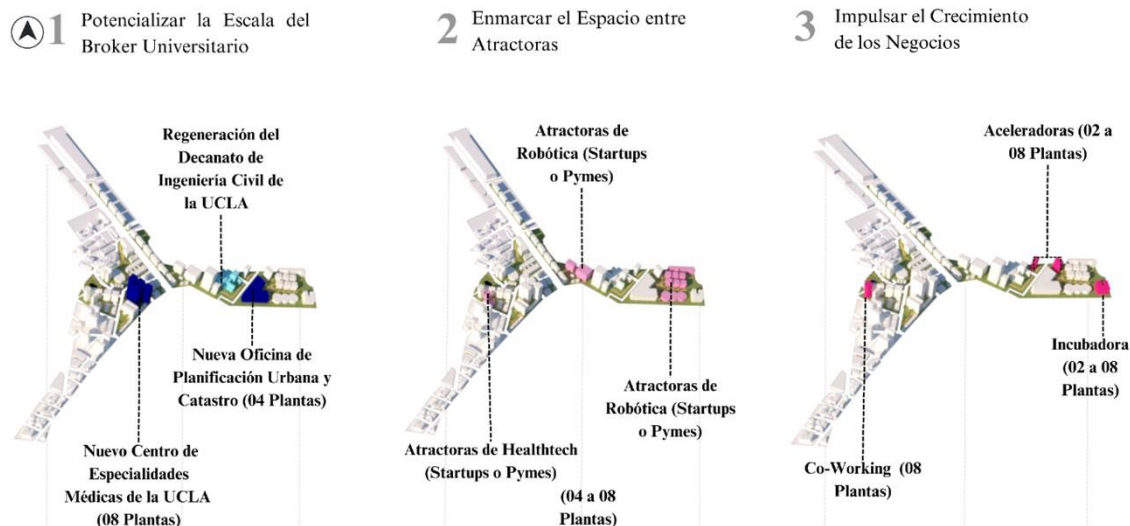 1 Potencializar la Escala del
Broker Universitario
Regeneración del
Decanato de
Ingeniería Civil de
la UCLA
Nueva Oficina de
Planificación Urbana y
Catastro (04 Plantas)
Nuevo Centro de
Especialidades
Médicas de la UCLA
(08 Plantas)
2 Enmarcar el Espacio entre
Atractoras
Atractoras de
Robótica (Startups
o Pymes)
Atractoras de
Robótica (Startups
o Pymes)
Atractoras de Healthtech
(Startups o Pymes)
(04 a 08
Plantas)
3 Impulsar el Crecimiento
de los Negocios
Aceleradoras (02 a
08 Plantas)
Incubadora
(02 a 08
Plantas)
Co-Working (08
Plantas)